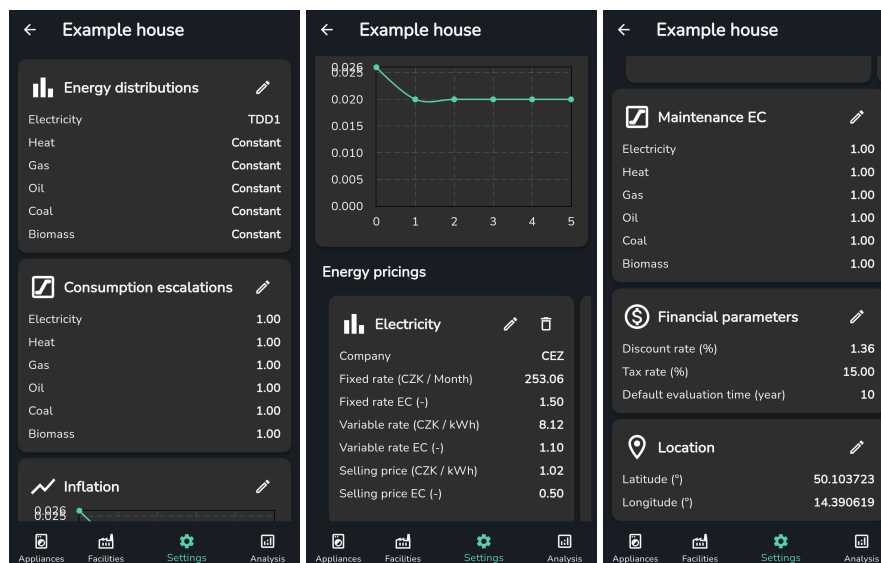 Example house
Energy distributions
Electricity TDD1
Heat Constant
Gas Constant
Oil Constant
Coal Constant
Biomass Constant
Consumption escalations
Electricity 1.00
Heat 1.00
Gas 1.00
Oil 1.00
Coal 1.00
Biomass 1.00
Inflation
0.026
0.025
Appliances Facilities Settings Analysis
Example house
0.026
0.025
0.020
0.015
0.010
0.005
0.000
0 1 2 3 4 5
Energy pricings
Electricity
Company CEZ
Fixed rate (CZK / Month) 253.06
Fixed rate EC (-) 1.50
Variable rate (CZK / kWh) 8.12
Variable rate EC (-) 1.10
Selling price (CZK / kWh) 1.02
Selling price EC (-) 0.50
Appliances Facilities Settings Analysis
Example house
Maintenance EC
Electricity 1.00
Heat 1.00
Gas 1.00
Oil 1.00
Coal 1.00
Biomass 1.00
Financial parameters
Discount rate (%) 1.36
Tax rate (%) 15.00
Default evaluation time (year) 10
Location
Latitude (°) 50.103723
Longitude (°) 14.390619
Appliances Facilities Settings Analysis